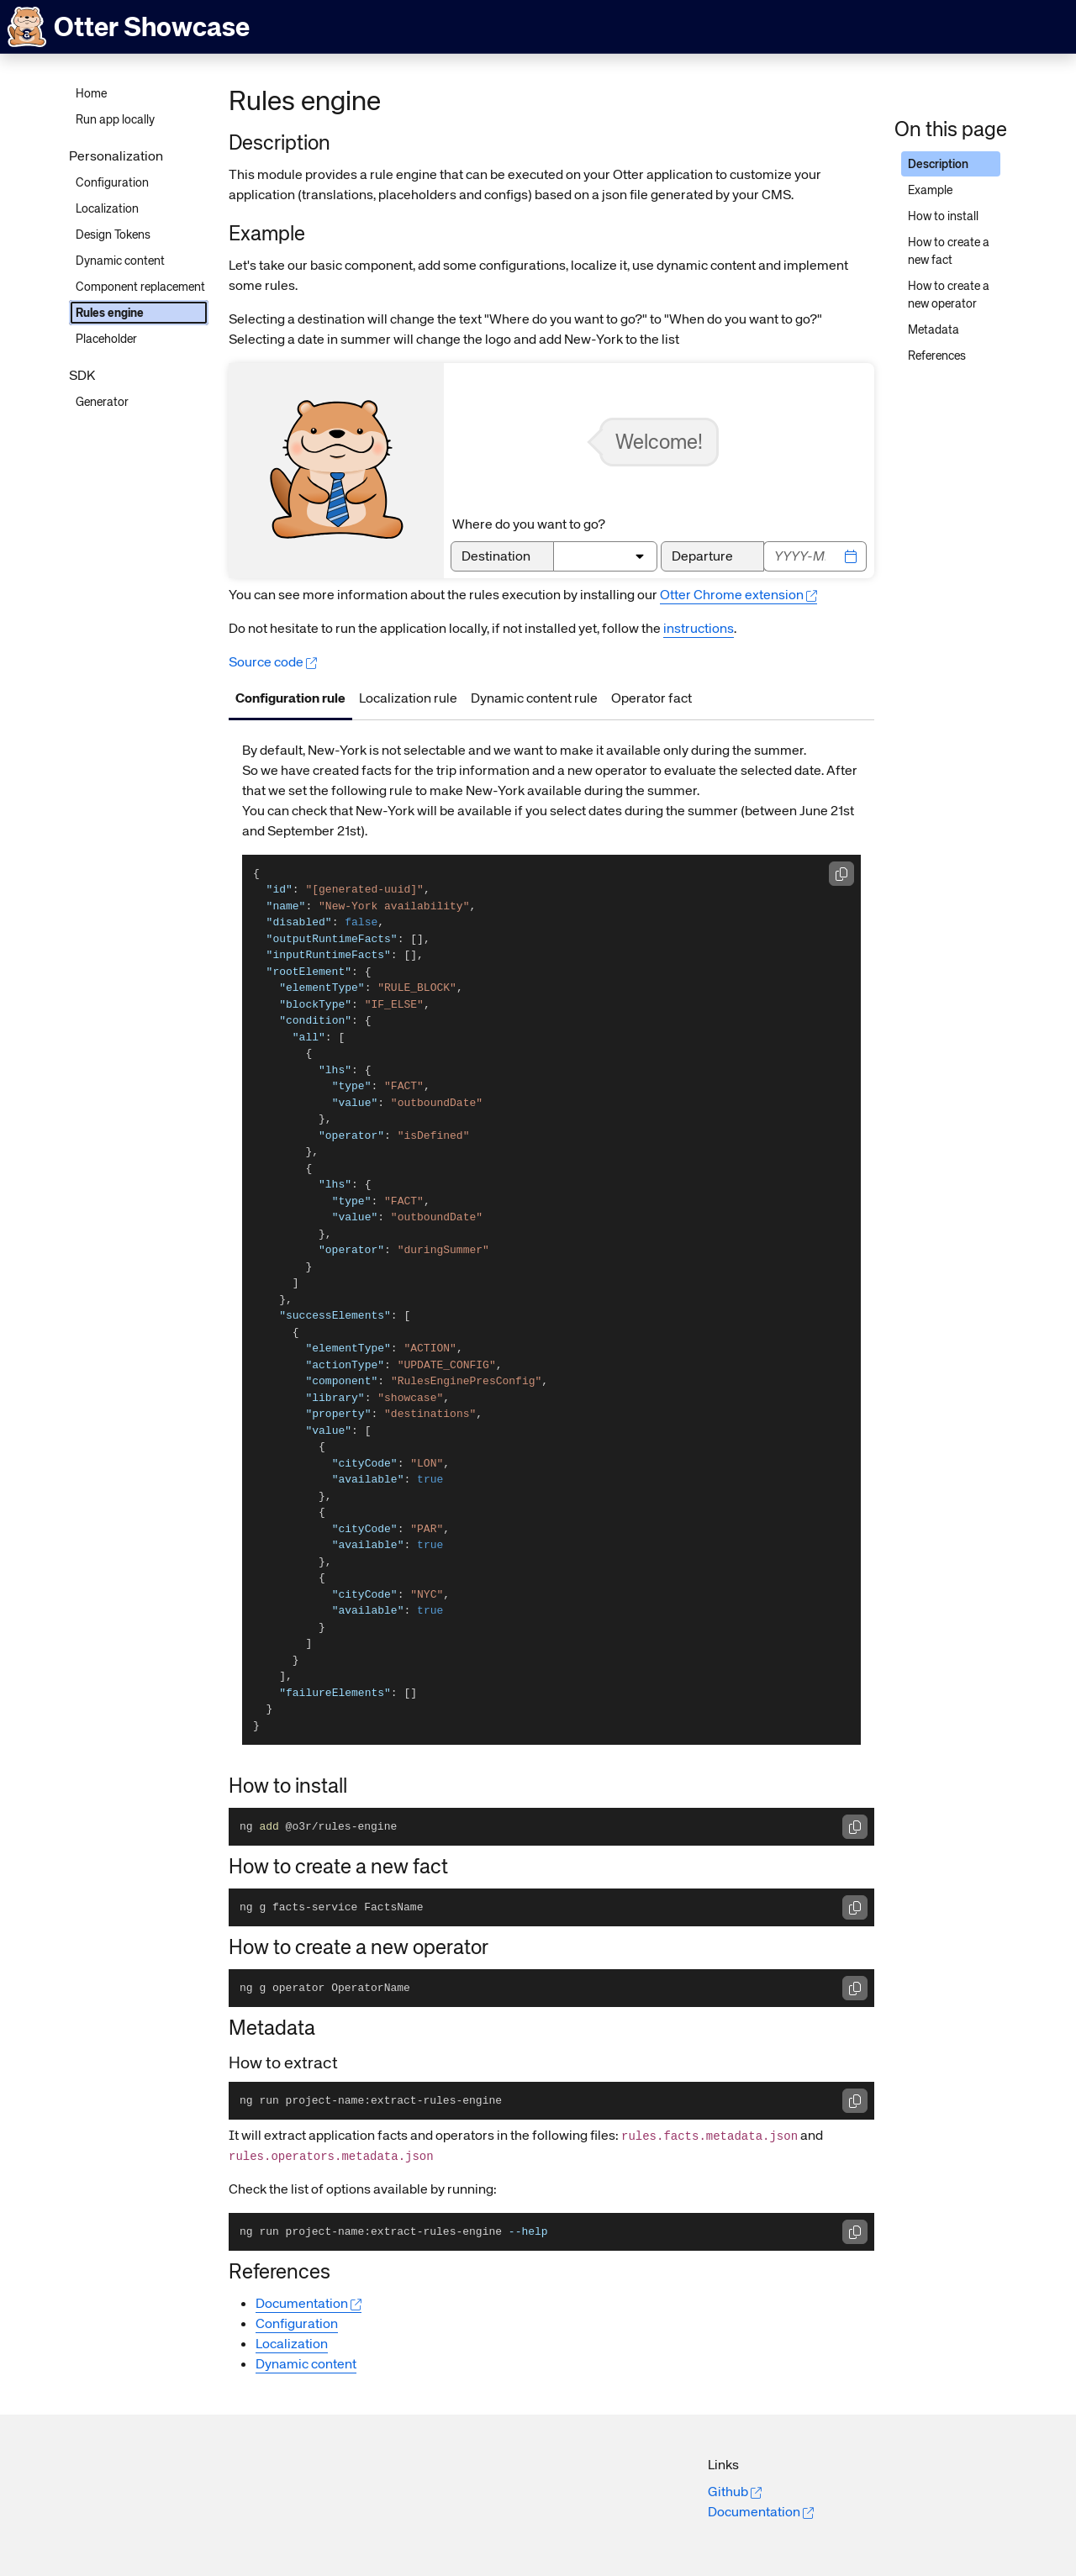 Otter Showcase
Home
Run app locally
Personalization
Configuration
Localization
Design Tokens
Dynamic content
Component replacement
Rules engine
Placeholder
SDK
Generator
Rules engine
Description
This module provides a rule engine that can be executed on your Otter application to customize your
application (translations, placeholders and configs) based on a json file generated by your CMS.
Example
Let's take our basic component, add some configurations, localize it, use dynamic content and implement
some rules.
Selecting a destination will change the text "Where do you want to go?" to "When do you want to go?"
Selecting a date in summer will change the logo and add New-York to the list
Welcome!
Where do you want to go?
Destination
Departure
YYYY-M
You can see more information about the rules execution by installing our Otter Chrome extension
Do not hesitate to run the application locally, if not installed yet, follow the instructions.
Source code
Configuration rule Localization rule Dynamic content rule Operator fact
By default, New-York is not selectable and we want to make it available only during the summer.
So we have created facts for the trip information and a new operator to evaluate the selected date. After
that we set the following rule to make New-York available during the summer.
You can check that New-York will be available if you select dates during the summer (between June 21st
and September 21st).
{
  "id": "[generated-uuid]",
  "name": "New-York availability",
  "disabled": false,
  "outputRuntimeFacts": [],
  "inputRuntimeFacts": [],
  "rootElement": {
    "elementType": "RULE_BLOCK",
    "blockType": "IF_ELSE",
    "condition": {
      "all": [
        {
          "lhs": {
            "type": "FACT",
            "value": "outboundDate"
          },
          "operator": "isDefined"
        },
        {
          "lhs": {
            "type": "FACT",
            "value": "outboundDate"
          },
          "operator": "duringSummer"
        }
      ]
    },
    "successElements": [
      {
        "elementType": "ACTION",
        "actionType": "UPDATE_CONFIG",
        "component": "RulesEnginePresConfig",
        "library": "showcase",
        "property": "destinations",
        "value": [
          {
            "cityCode": "LON",
            "available": true
          },
          {
            "cityCode": "PAR",
            "available": true
          },
          {
            "cityCode": "NYC",
            "available": true
          }
        ]
      }
    ],
    "failureElements": []
  }
}
How to install
ng add @o3r/rules-engine
How to create a new fact
ng g facts-service FactsName
How to create a new operator
ng g operator OperatorName
Metadata
How to extract
ng run project-name:extract-rules-engine
It will extract application facts and operators in the following files: rules.facts.metadata.json and
rules.operators.metadata.json
Check the list of options available by running:
ng run project-name:extract-rules-engine --help
References
Documentation
Configuration
Localization
Dynamic content
On this page
Description
Example
How to install
How to create a
new fact
How to create a
new operator
Metadata
References
Links
Github
Documentation